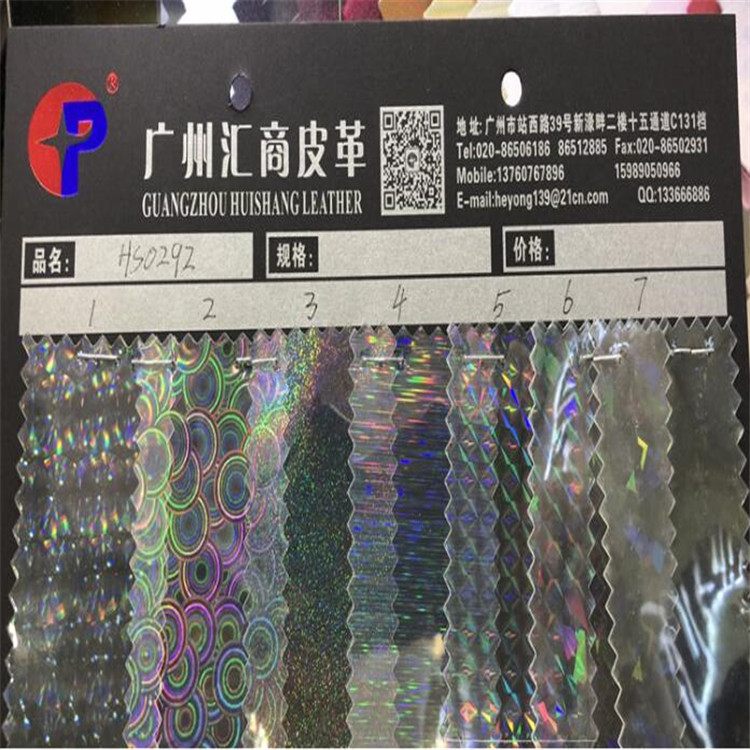 P®
广州汇商皮革
GUANGZHOU HUISHANG LEATHER
地址:广州市站西路39号新濠畔二楼十五通道C131档
Tel:020-86506186 86512885 Fax:020-86502931
Mobile:13760767896 15989050966
E-mail:heyong139@21cn.com QQ:133666886
品名: HS0292
规格:
价格:
1 2 3 4 5 6 7